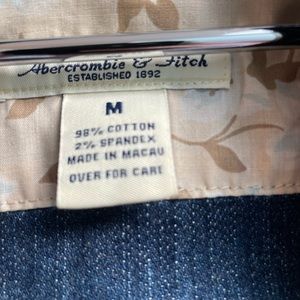 Abercrombie & Fitch
ESTABLISHED 1892
M
98% COTTON
2% SPANDEX
MADE IN MACAU
OVER FOR CARE